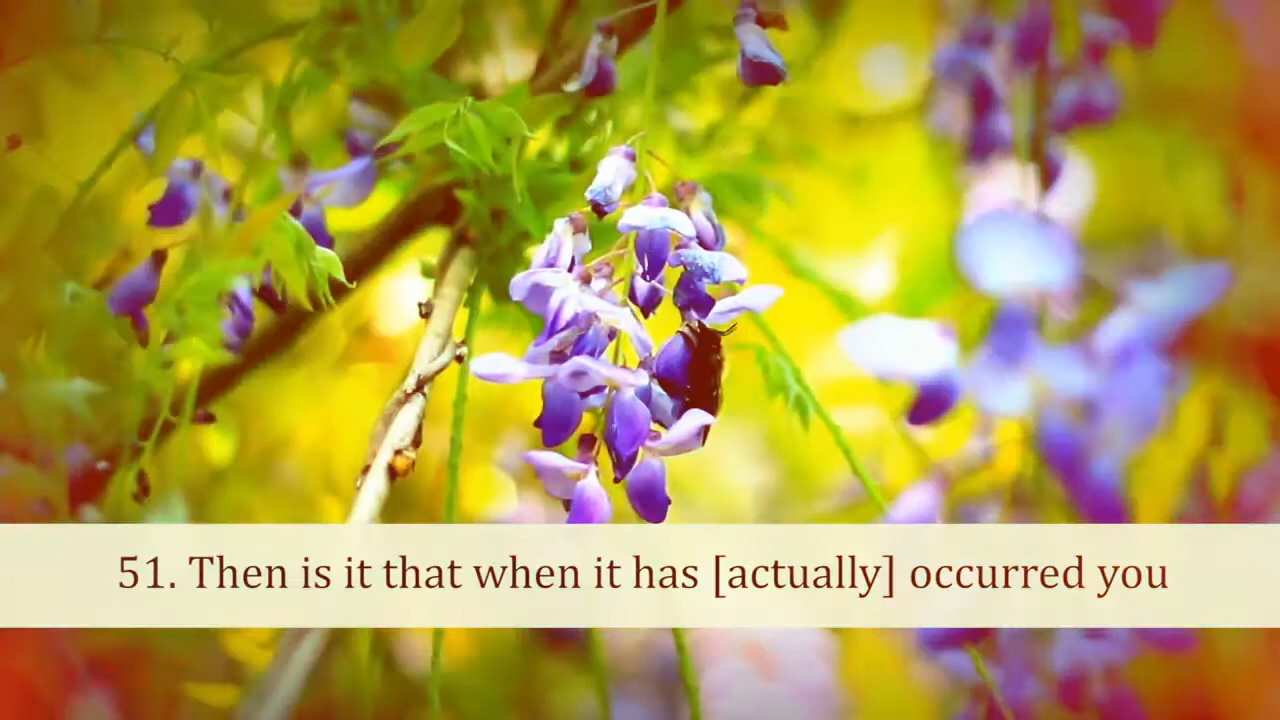 51. Then is it that when it has [actually] occurred you